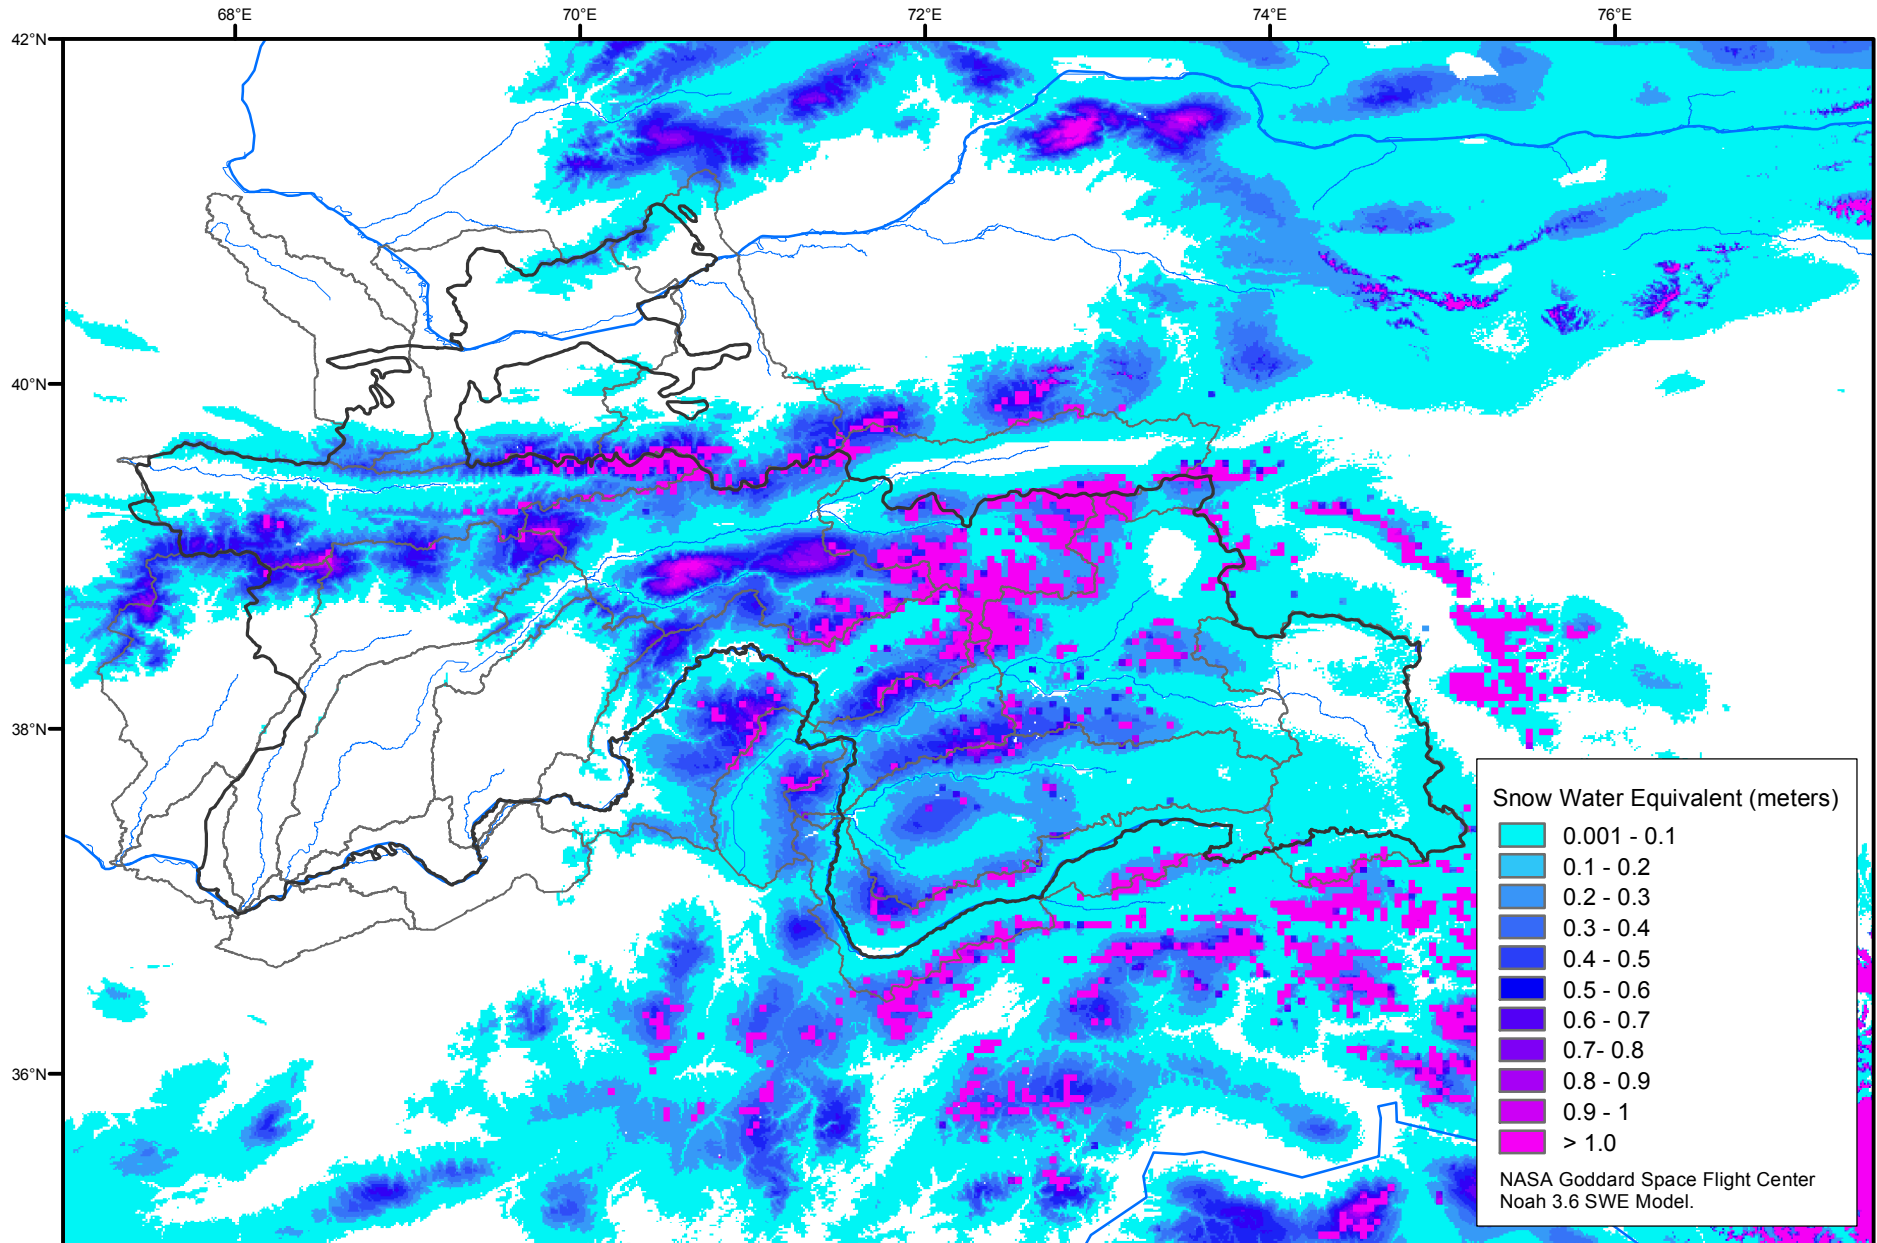 68°E 70°E 72°E 74°E 76°E
42°N
40°N
38°N
36°N
Snow Water Equivalent (meters)
0.001 - 0.1
0.1 - 0.2
0.2 - 0.3
0.3 - 0.4
0.4 - 0.5
0.5 - 0.6
0.6 - 0.7
0.7- 0.8
0.8 - 0.9
0.9 - 1
> 1.0
NASA Goddard Space Flight Center
Noah 3.6 SWE Model.